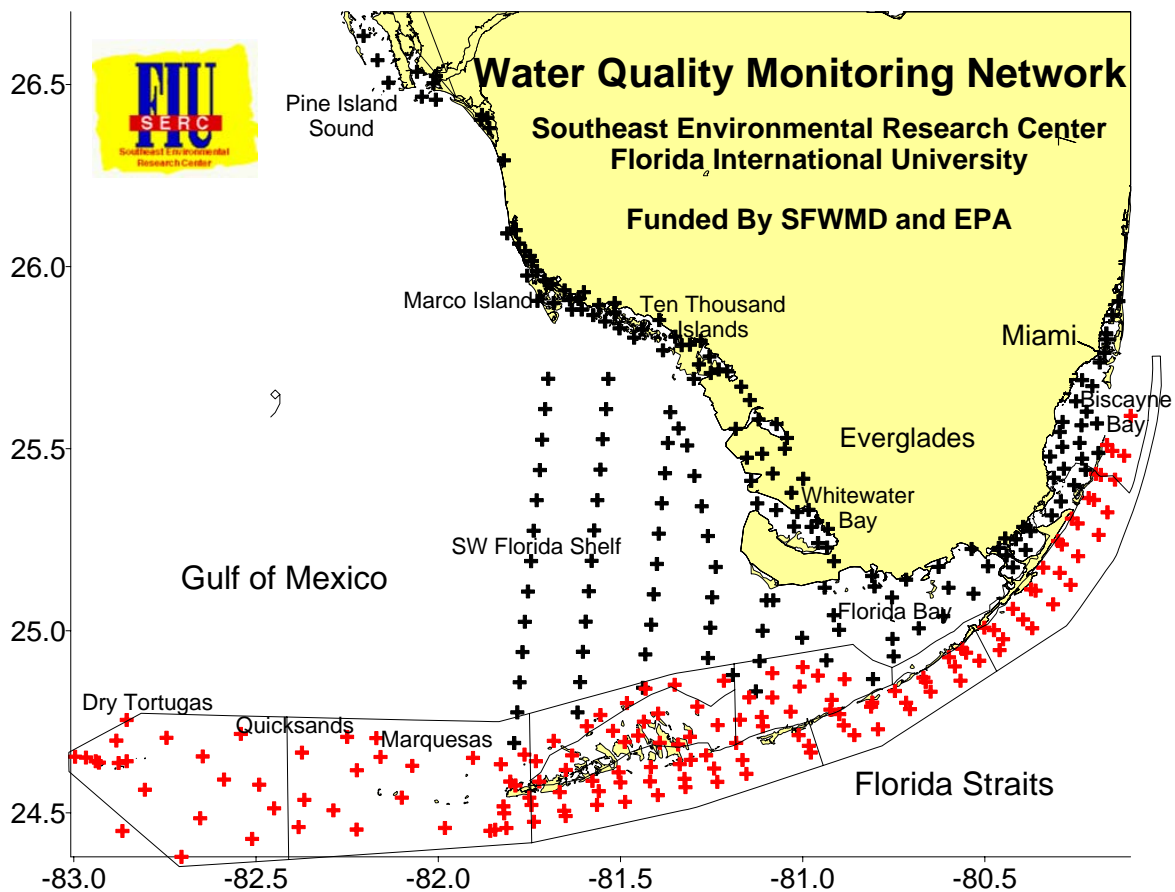 26.5
26.0
25.5
25.0
24.5
FIU
SERC
Southeast Environmental
Research Center
Water Quality Monitoring Network
Southeast Environmental Research Center
Florida International University
Funded By SFWMD and EPA
Pine Island
Sound
Marco Island
Ten Thousand
Islands
Miami
Biscayne
Bay
Everglades
Whitewater
Bay
SW Florida Shelf
Gulf of Mexico
Florida Bay
Dry Tortugas
Quicksands
Marquesas
Florida Straits
-83.0
-82.5
-82.0
-81.5
-81.0
-80.5